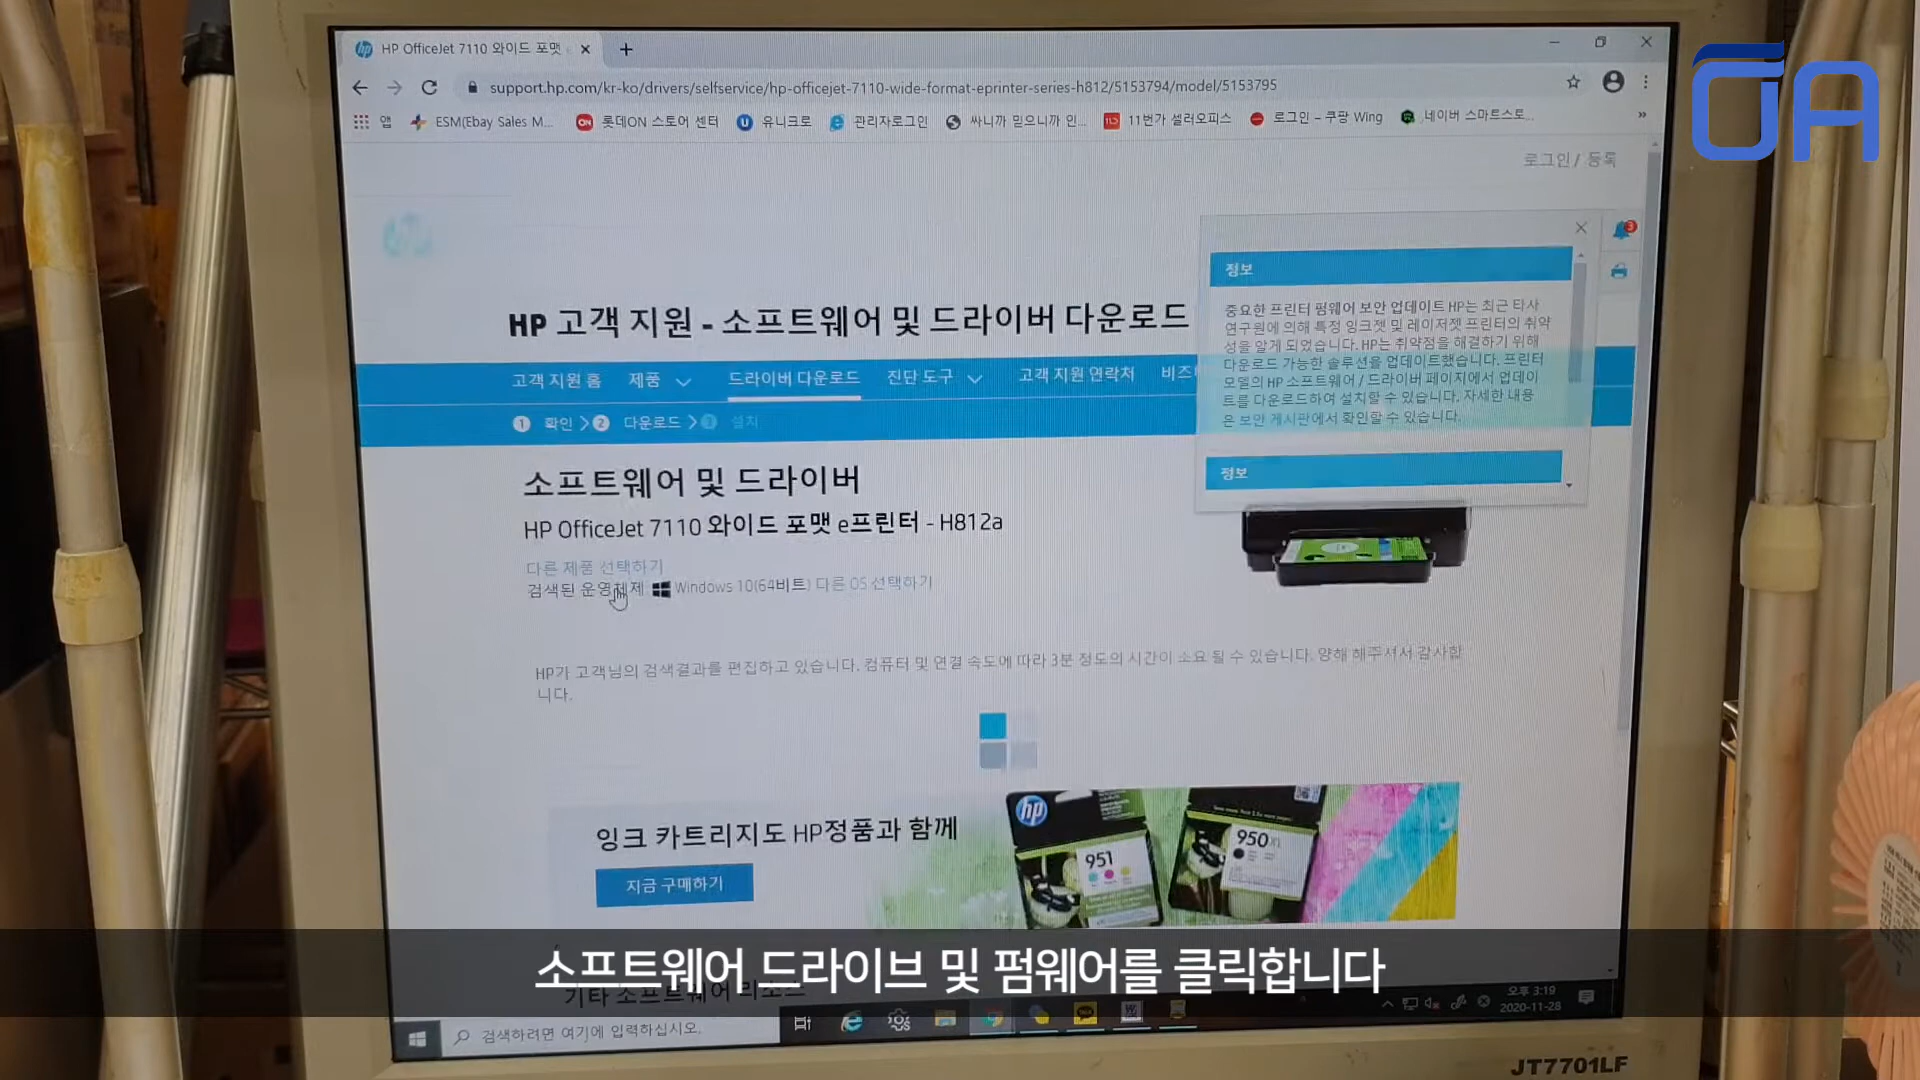 HP OfficeJet 7110 와이드 포맷
support.hp.com/kr-ko/drivers/selfservice/hp-officejet-7110-wide-format-eprinter-series-h812/5153794/model/5153795
앱 ESM(Ebay Sales M... 롯데ON 스토어 센터 유니크로 관리자로그인 싸니까 믿으니까 인... 11번가 셀러오피스 로그인 - 쿠팡 Wing 네이버 스마트스토...
OA
로그인 / 등록
3
정보
중요한 프린터 펌웨어 보안 업데이트 HP는 최근 타사
연구원에 의해 특정 잉크젯 및 레이저젯 프린터의 취약
성을 알게 되었습니다. HP는 취약점을 해결하기 위해
다운로드 가능한 솔루션을 업데이트했습니다. 프린터
모델의 HP 소프트웨어 / 드라이버 페이지에서 업데이
트를 다운로드하여 설치할 수 있습니다. 자세한 내용
은 보안 게시판에서 확인할 수 있습니다.
정보
HP 고객 지원 - 소프트웨어 및 드라이버 다운로드
고객 지원 홈 제품 드라이버 다운로드 진단 도구 고객 지원 연락처 비즈
1 확인 2 다운로드 3 설치
소프트웨어 및 드라이버
HP OfficeJet 7110 와이드 포맷 e프린터 - H812a
다른 제품 선택하기
검색된 운영체제 Windows 10(64비트) 다른 OS 선택하기
HP가 고객님의 검색결과를 편집하고 있습니다. 컴퓨터 및 연결 속도에 따라 3분 정도의 시간이 소요 될 수 있습니다. 양해 해주셔서 감사합
니다.
잉크 카트리지도 HP정품과 함께
지금 구매하기
hp
951
950XL
소프트웨어 드라이브 및 펌웨어를 클릭합니다
기타 소프트웨어 리소스
검색하려면 여기에 입력하십시오.
오후 3:19
2020-11-28
JT7701LF